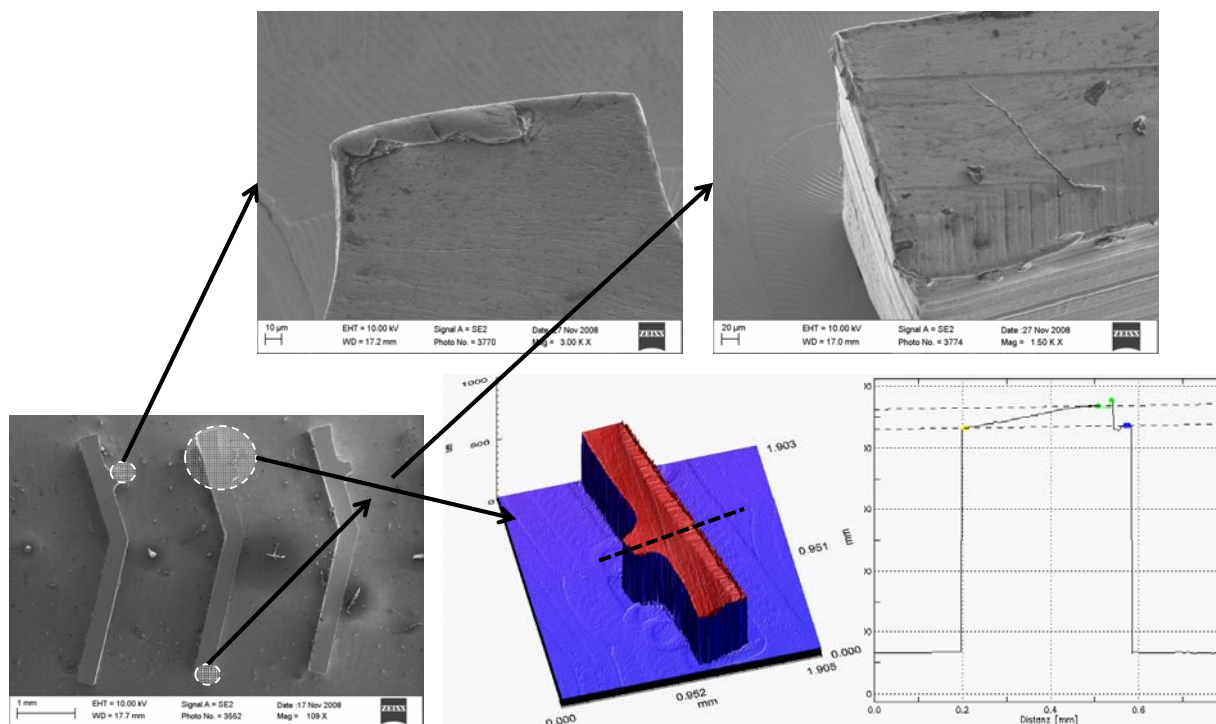 10 µm
EHT = 10.00 kV
WD = 17.2 mm
Signal A = SE2
Photo No. = 3770
Date :27 Nov 2008
Mag = 3.00 K X
ZEISS
20 µm
EHT = 10.00 kV
WD = 17.0 mm
Signal A = SE2
Photo No. = 3774
Date :27 Nov 2008
Mag = 1.50 K X
ZEISS
1 mm
EHT = 10.00 kV
WD = 17.7 mm
Signal A = SE2
Photo No. = 3552
Date :17 Nov 2008
Mag = 109 X
ZEISS
1000
500
0
1.903
0.951
mm
0.000
1.905
0.952
mm
0.000
0.0
0.2
0.4
0.6
Distanz [mm]